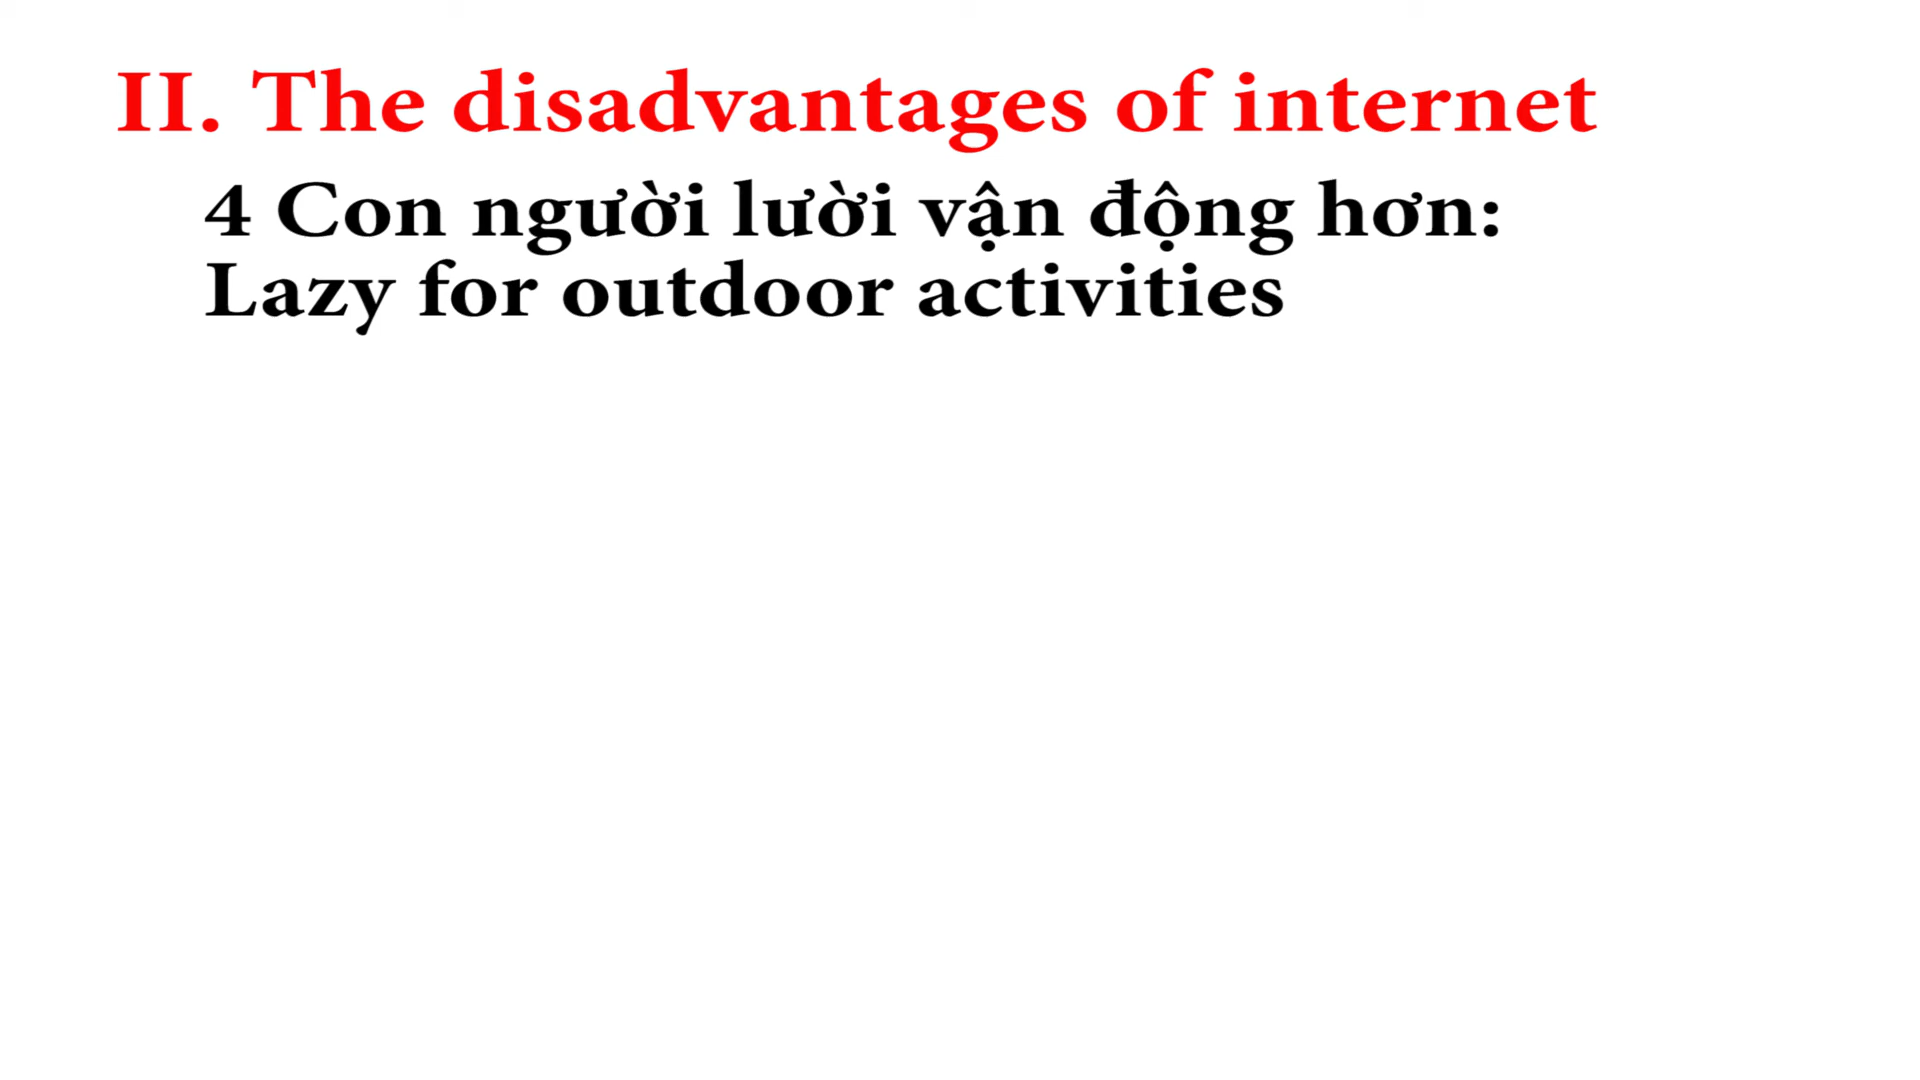 II. The disadvantages of internet
4 Con người lười vận động hơn:
Lazy for outdoor activities